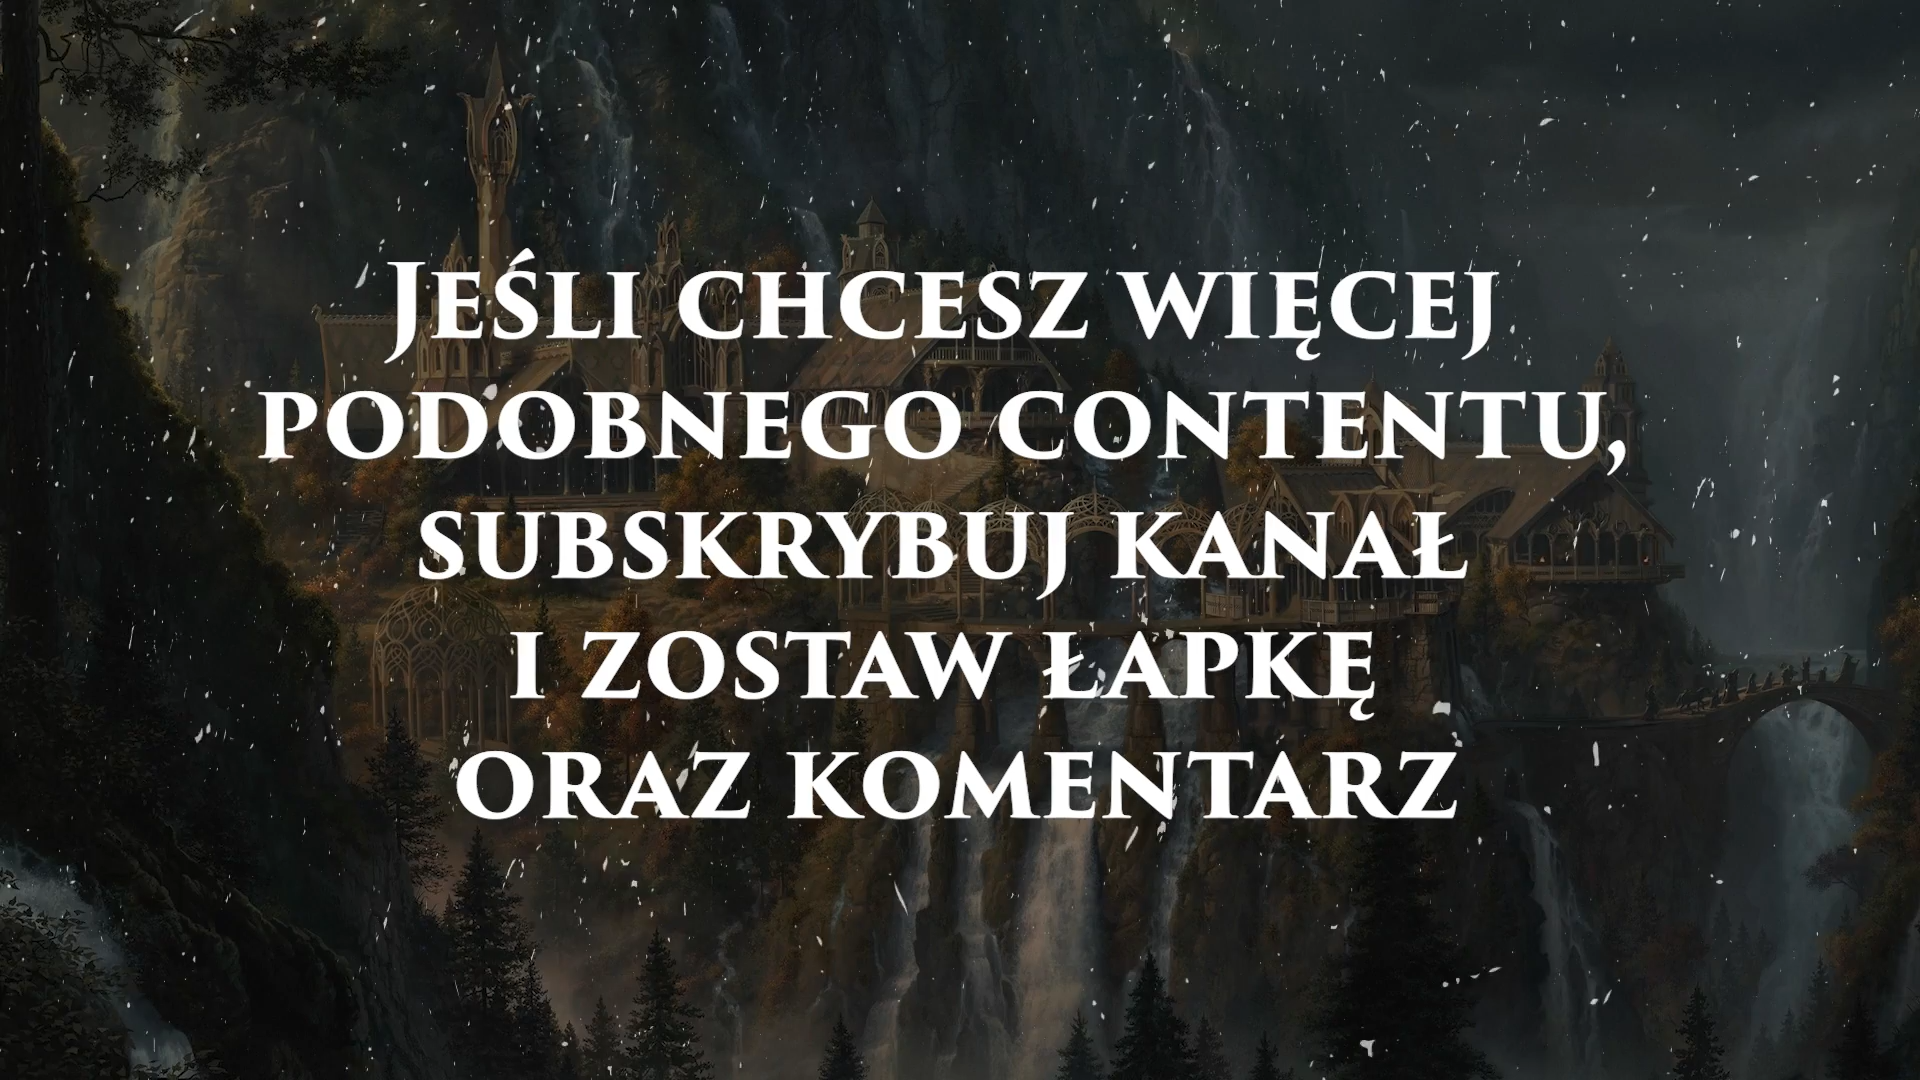 Jeśli chcesz więcej
podobnego contentu,
subskrybuj kanał
i zostaw łapkę
oraz komentarz